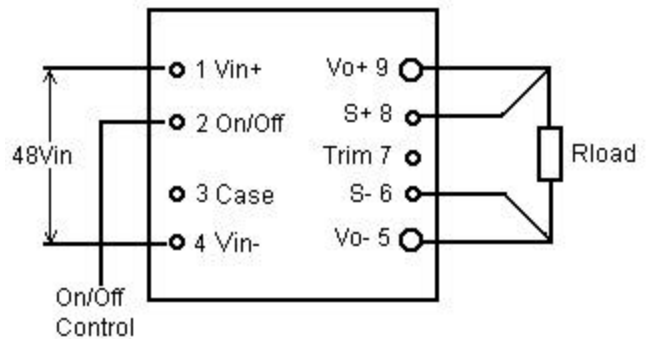 1 Vin+
2 On/Off
3 Case
4 Vin-
Vo+ 9
S+ 8
Trim 7
S- 6
Vo- 5
48Vin
On/Off
Control
Rload